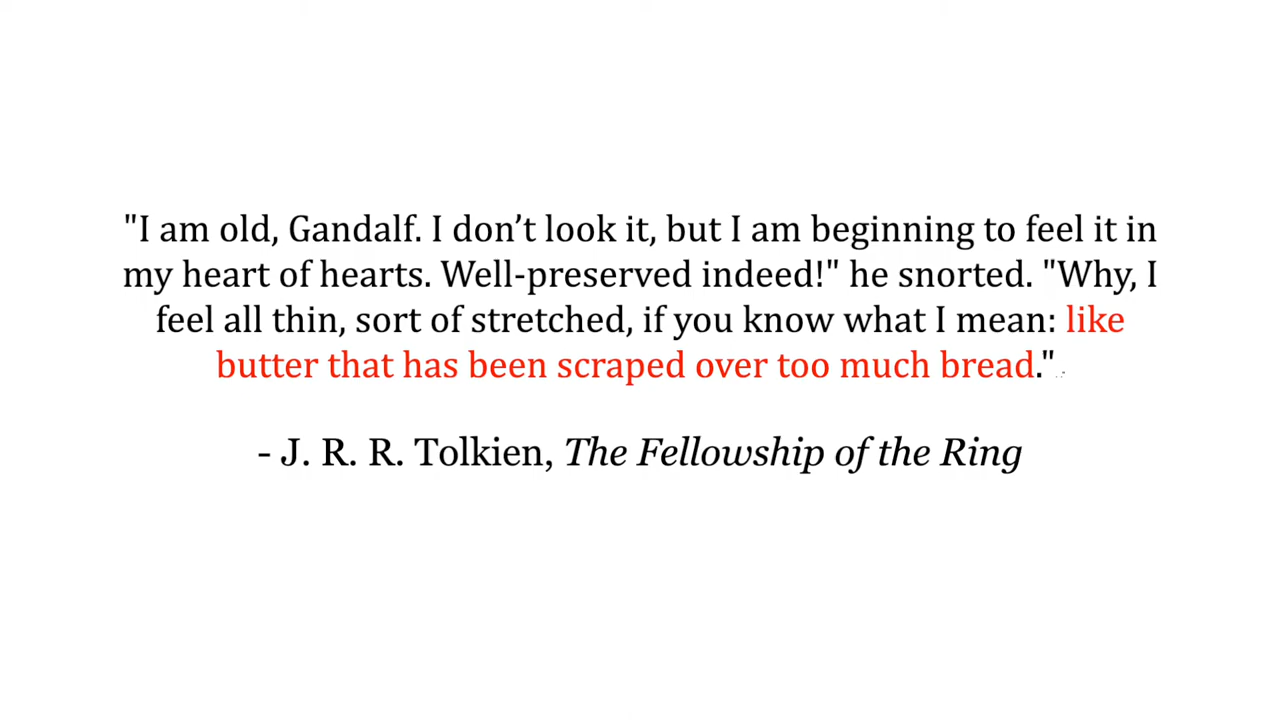 "I am old, Gandalf. I don’t look it, but I am beginning to feel it in
my heart of hearts. Well-preserved indeed!" he snorted. "Why, I
feel all thin, sort of stretched, if you know what I mean: like
butter that has been scraped over too much bread."
- J. R. R. Tolkien, The Fellowship of the Ring